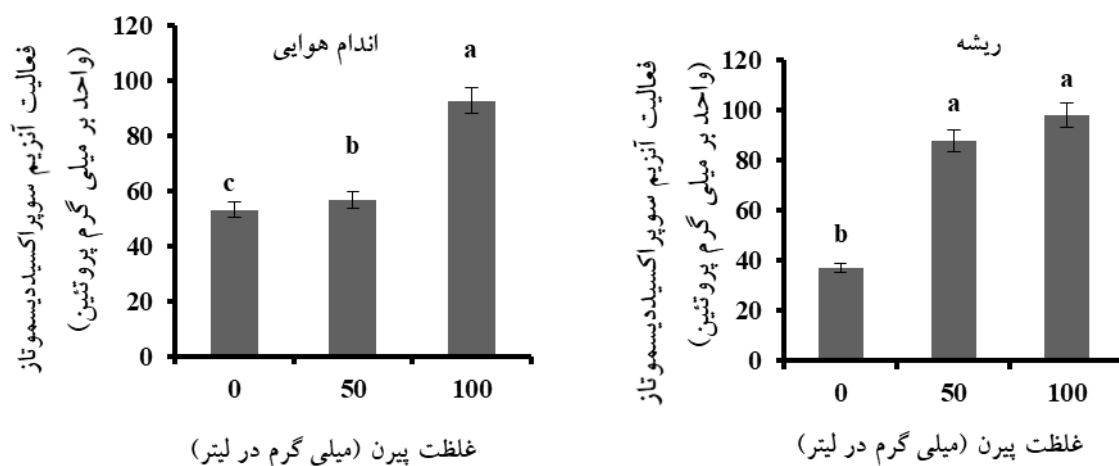 اندام هوایی
فعالیت آنزیم سوپراکسیددیسموتاز
(واحد بر میلی گرم پروتئین)
120
100
80
60
40
20
0
c
b
a
0 50 100
غلظت پیرن (میلی گرم در لیتر)
ریشه
فعالیت آنزیم سوپراکسیددیسموتاز
(واحد بر میلی گرم پروتئین)
120
100
80
60
40
20
0
b
a
a
0 50 100
غلظت پیرن (میلی گرم در لیتر)